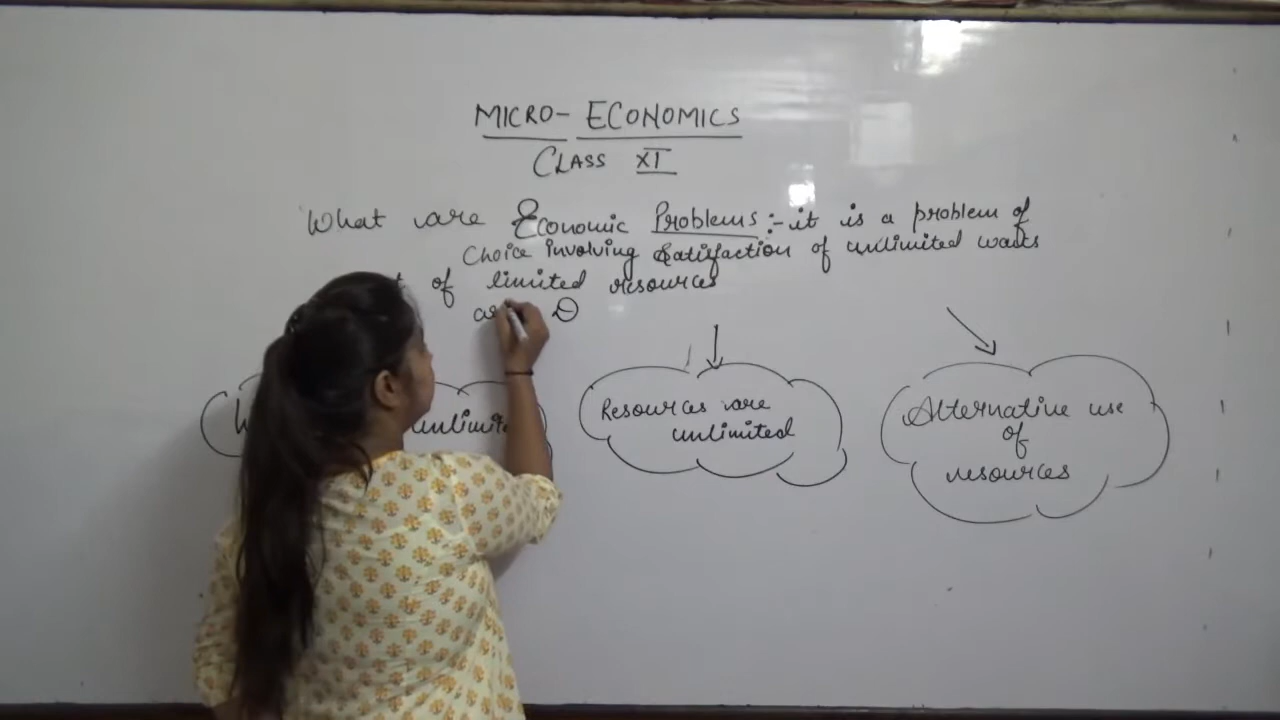 MICRO- ECONOMICS
CLASS XI
What are Economic Problems :- it is a problem of
Choice involving Satisfaction of unlimited wants
of limited resources
Resources are
unlimited
Alternative use
of
resources